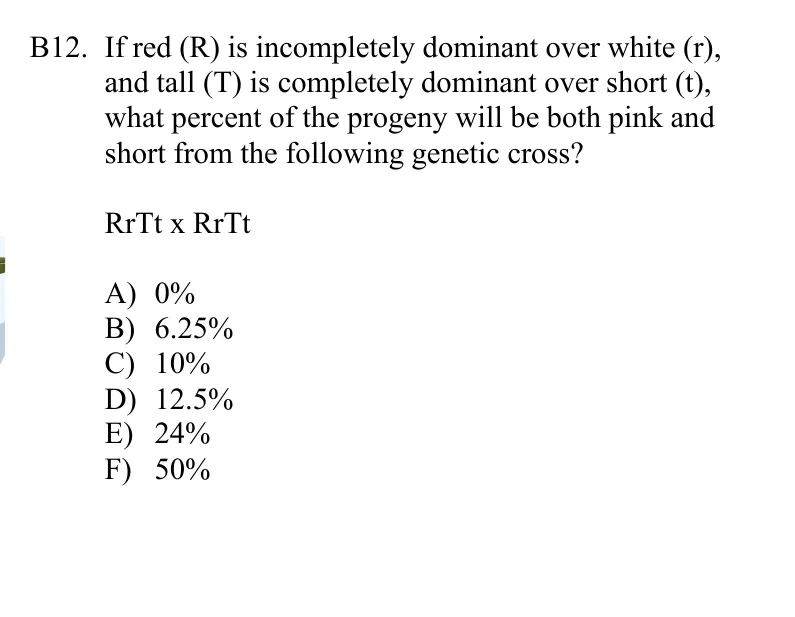 B12. If red (R) is incompletely dominant over white (r),
and tall (T) is completely dominant over short (t),
what percent of the progeny will be both pink and
short from the following genetic cross?
RrTt x RrTt
A) 0%
B) 6.25%
C) 10%
D) 12.5%
E) 24%
F) 50%